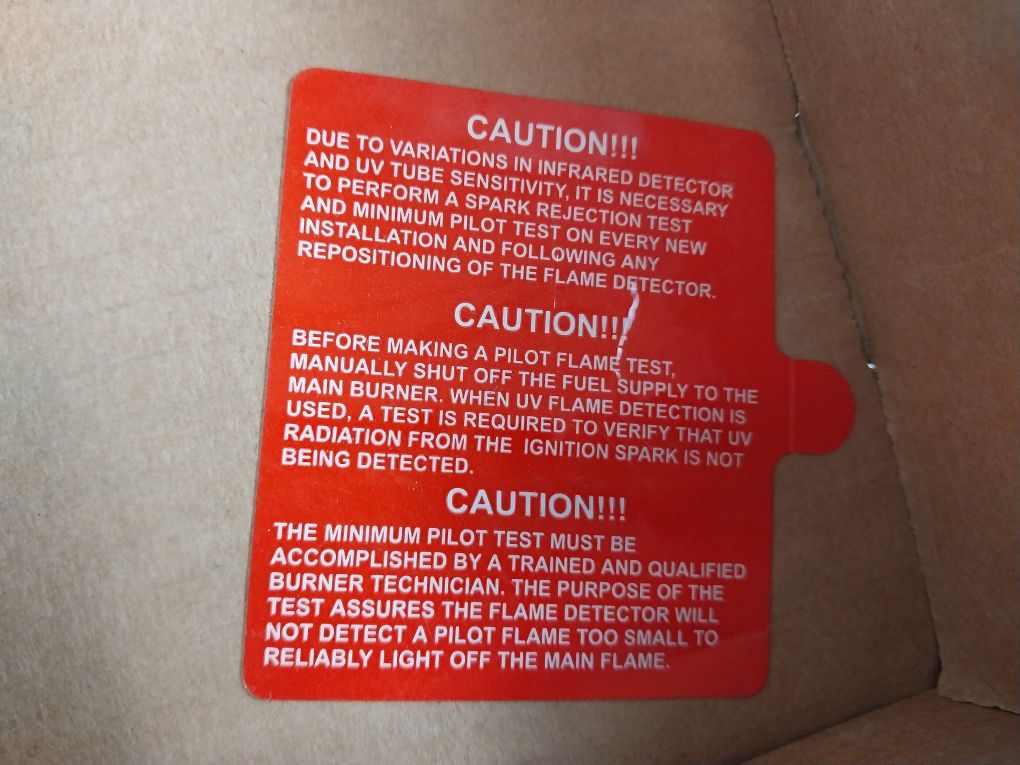 CAUTION!!!
DUE TO VARIATIONS IN INFRARED DETECTOR
AND UV TUBE SENSITIVITY, IT IS NECESSARY
TO PERFORM A SPARK REJECTION TEST
AND MINIMUM PILOT TEST ON EVERY NEW
INSTALLATION AND FOLLOWING ANY
REPOSITIONING OF THE FLAME DETECTOR.
CAUTION!!!
BEFORE MAKING A PILOT FLAME TEST,
MANUALLY SHUT OFF THE FUEL SUPPLY TO THE
MAIN BURNER. WHEN UV FLAME DETECTION IS
USED, A TEST IS REQUIRED TO VERIFY THAT UV
RADIATION FROM THE IGNITION SPARK IS NOT
BEING DETECTED.
CAUTION!!!
THE MINIMUM PILOT TEST MUST BE
ACCOMPLISHED BY A TRAINED AND QUALIFIED
BURNER TECHNICIAN. THE PURPOSE OF THE
TEST ASSURES THE FLAME DETECTOR WILL
NOT DETECT A PILOT FLAME TOO SMALL TO
RELIABLY LIGHT OFF THE MAIN FLAME.